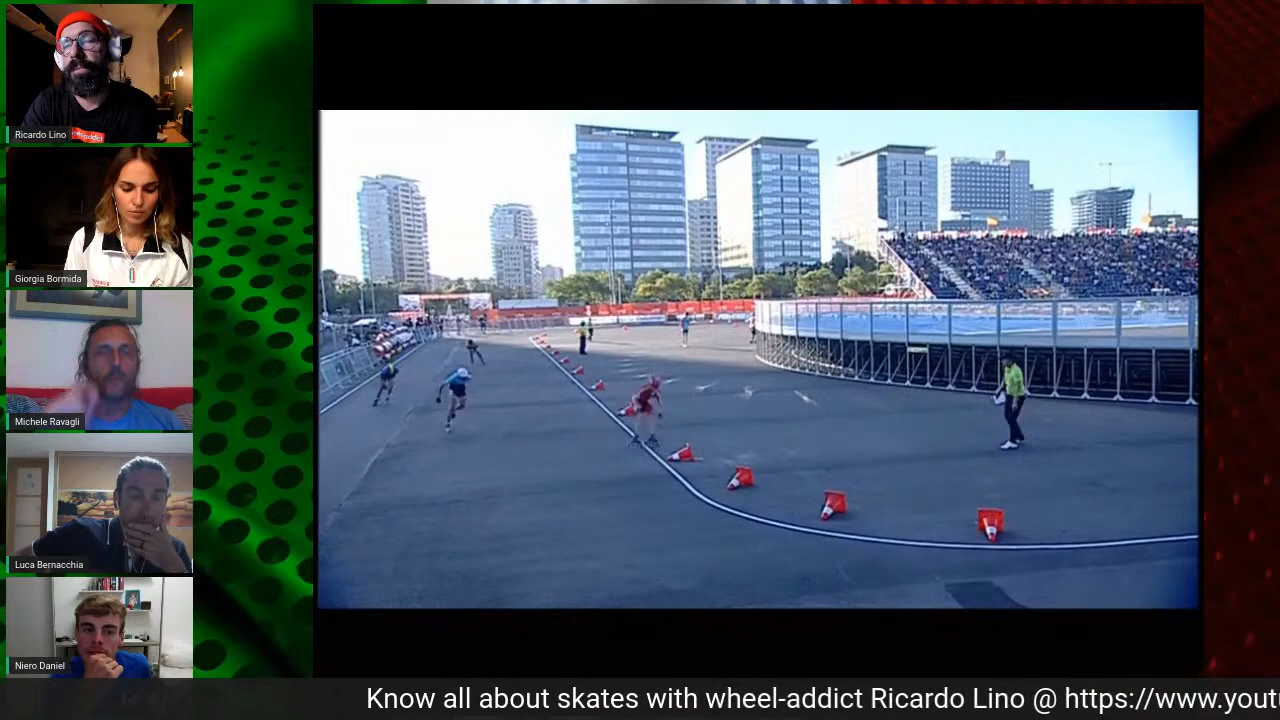 Ricardo Lino
Giorgia Bormida
Michele Ravagli
Luca Bernacchia
Niero Daniel
Know all about skates with wheel-addict Ricardo Lino @ https://www.yout